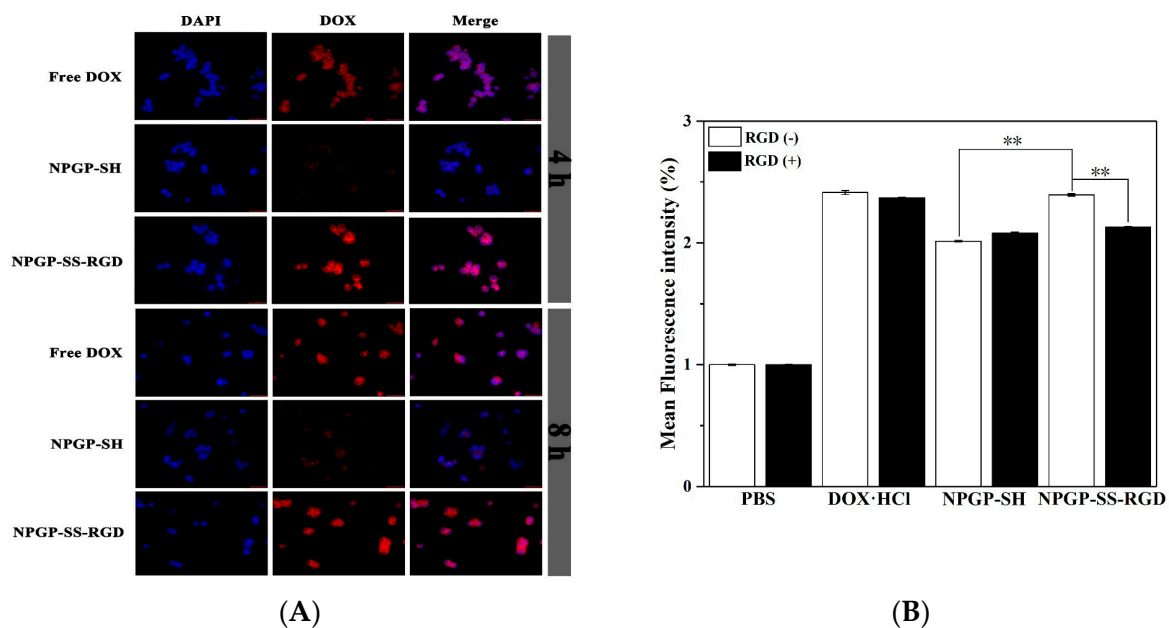 DAPI DOX Merge
Free DOX
NPGP-SH
NPGP-SS-RGD
4 h
Free DOX
NPGP-SH
NPGP-SS-RGD
8 h
(A)
Mean Fluorescence intensity (%)
3
2
1
0
RGD (-)
RGD (+)
**
**
PBS DOX·HCl NPGP-SH NPGP-SS-RGD
(B)